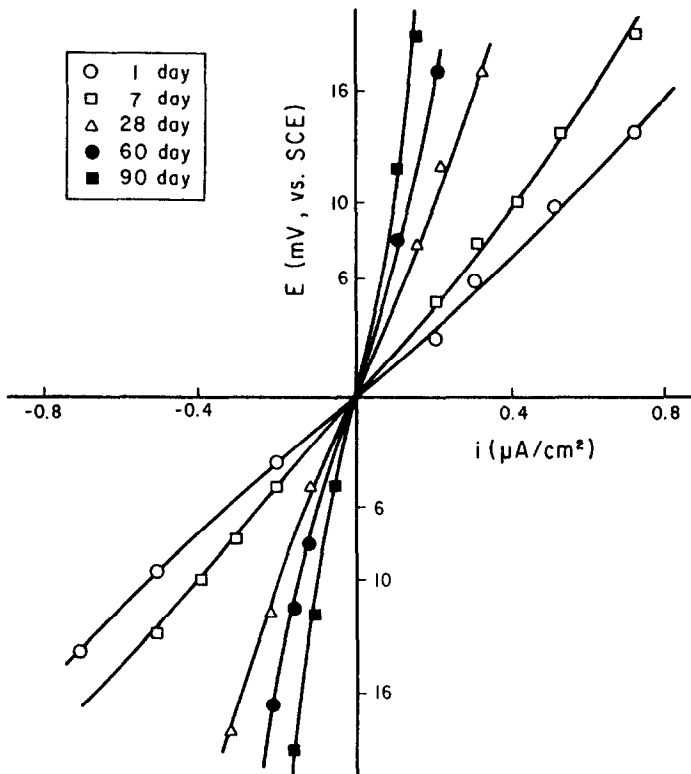 1 day
7 day
28 day
60 day
90 day
E (mV, vs. SCE)
16
10
6
-0.8
-0.4
0.4
0.8
i (μA/cm²)
6
10
16